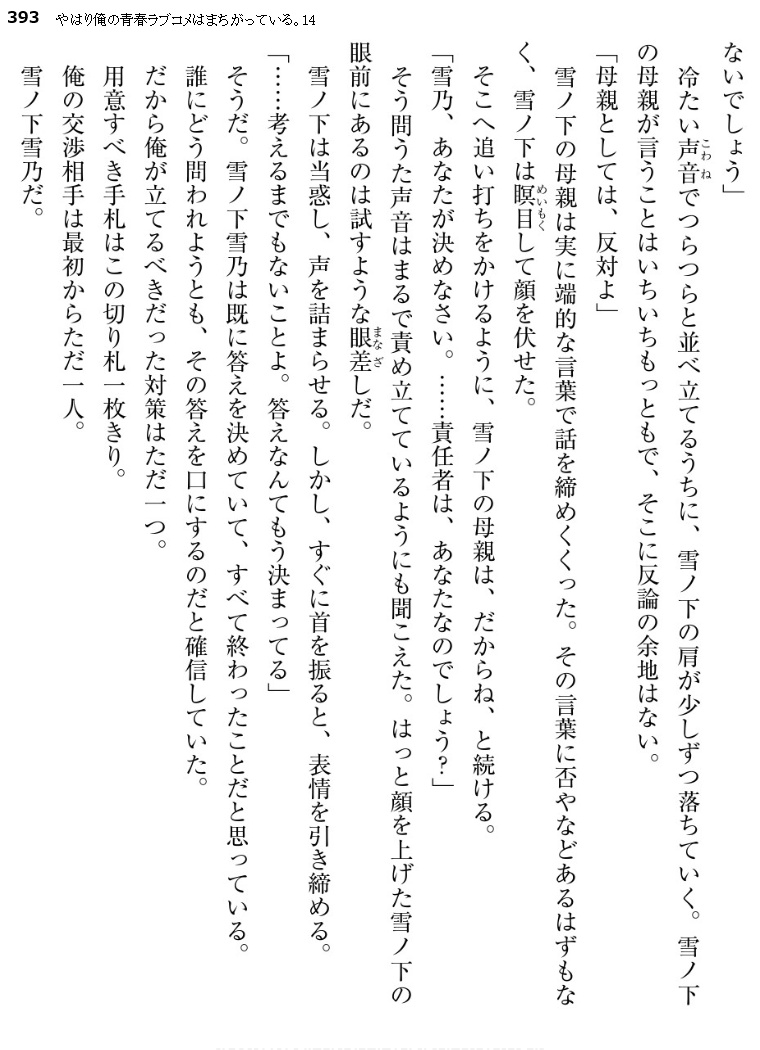 393 やはり俺の青春ラブコメはまちがっている。14
ないでしょう」
　冷たい声音でつらつらと並べ立てるうちに、雪ノ下の肩が少しずつ落ちていく。雪ノ下
の母親が言うことはいちいちもっともで、そこに反論の余地はない。
「母親としては、反対よ」
　雪ノ下の母親は実に端的な言葉で話を締めくくった。その言葉に否やなどあるはずもな
く、雪ノ下は瞑目して顔を伏せた。
　そこへ追い打ちをかけるように、雪ノ下の母親は、だからね、と続ける。
「雪乃、あなたが決めなさい。……責任者は、あなたなのでしょう？」
　そう問うた声音はまるで責め立てているようにも聞こえた。はっと顔を上げた雪ノ下の
眼前にあるのは試すような眼差しだ。
　雪ノ下は当惑し、声を詰まらせる。しかし、すぐに首を振ると、表情を引き締める。
「……考えるまでもないことよ。答えなんてもう決まってる」
　そうだ。雪ノ下雪乃は既に答えを決めていて、すべて終わったことだと思っている。
　誰にどう問われようとも、その答えを口にするのだと確信していた。
　だから俺が立てるべきだった対策はただ一つ。
　用意すべき手札はこの切り札一枚きり。
　俺の交渉相手は最初からただ一人。
　雪ノ下雪乃だ。